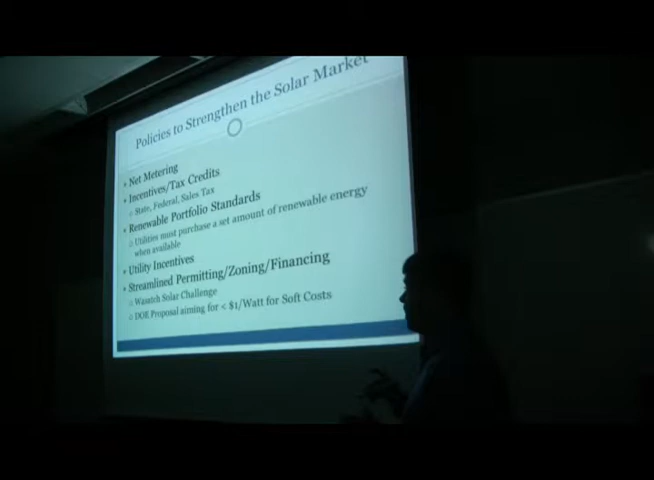 Policies to Strengthen the Solar Market
Net Metering
Incentives/Tax Credits
State, Federal, Sales Tax
Renewable Portfolio Standards
Utilities must purchase a set amount of renewable energy
when available
Utility Incentives
Streamlined Permitting/Zoning/Financing
Wasatch Solar Challenge
DOE Proposal aiming for < $1/Watt for Soft Costs